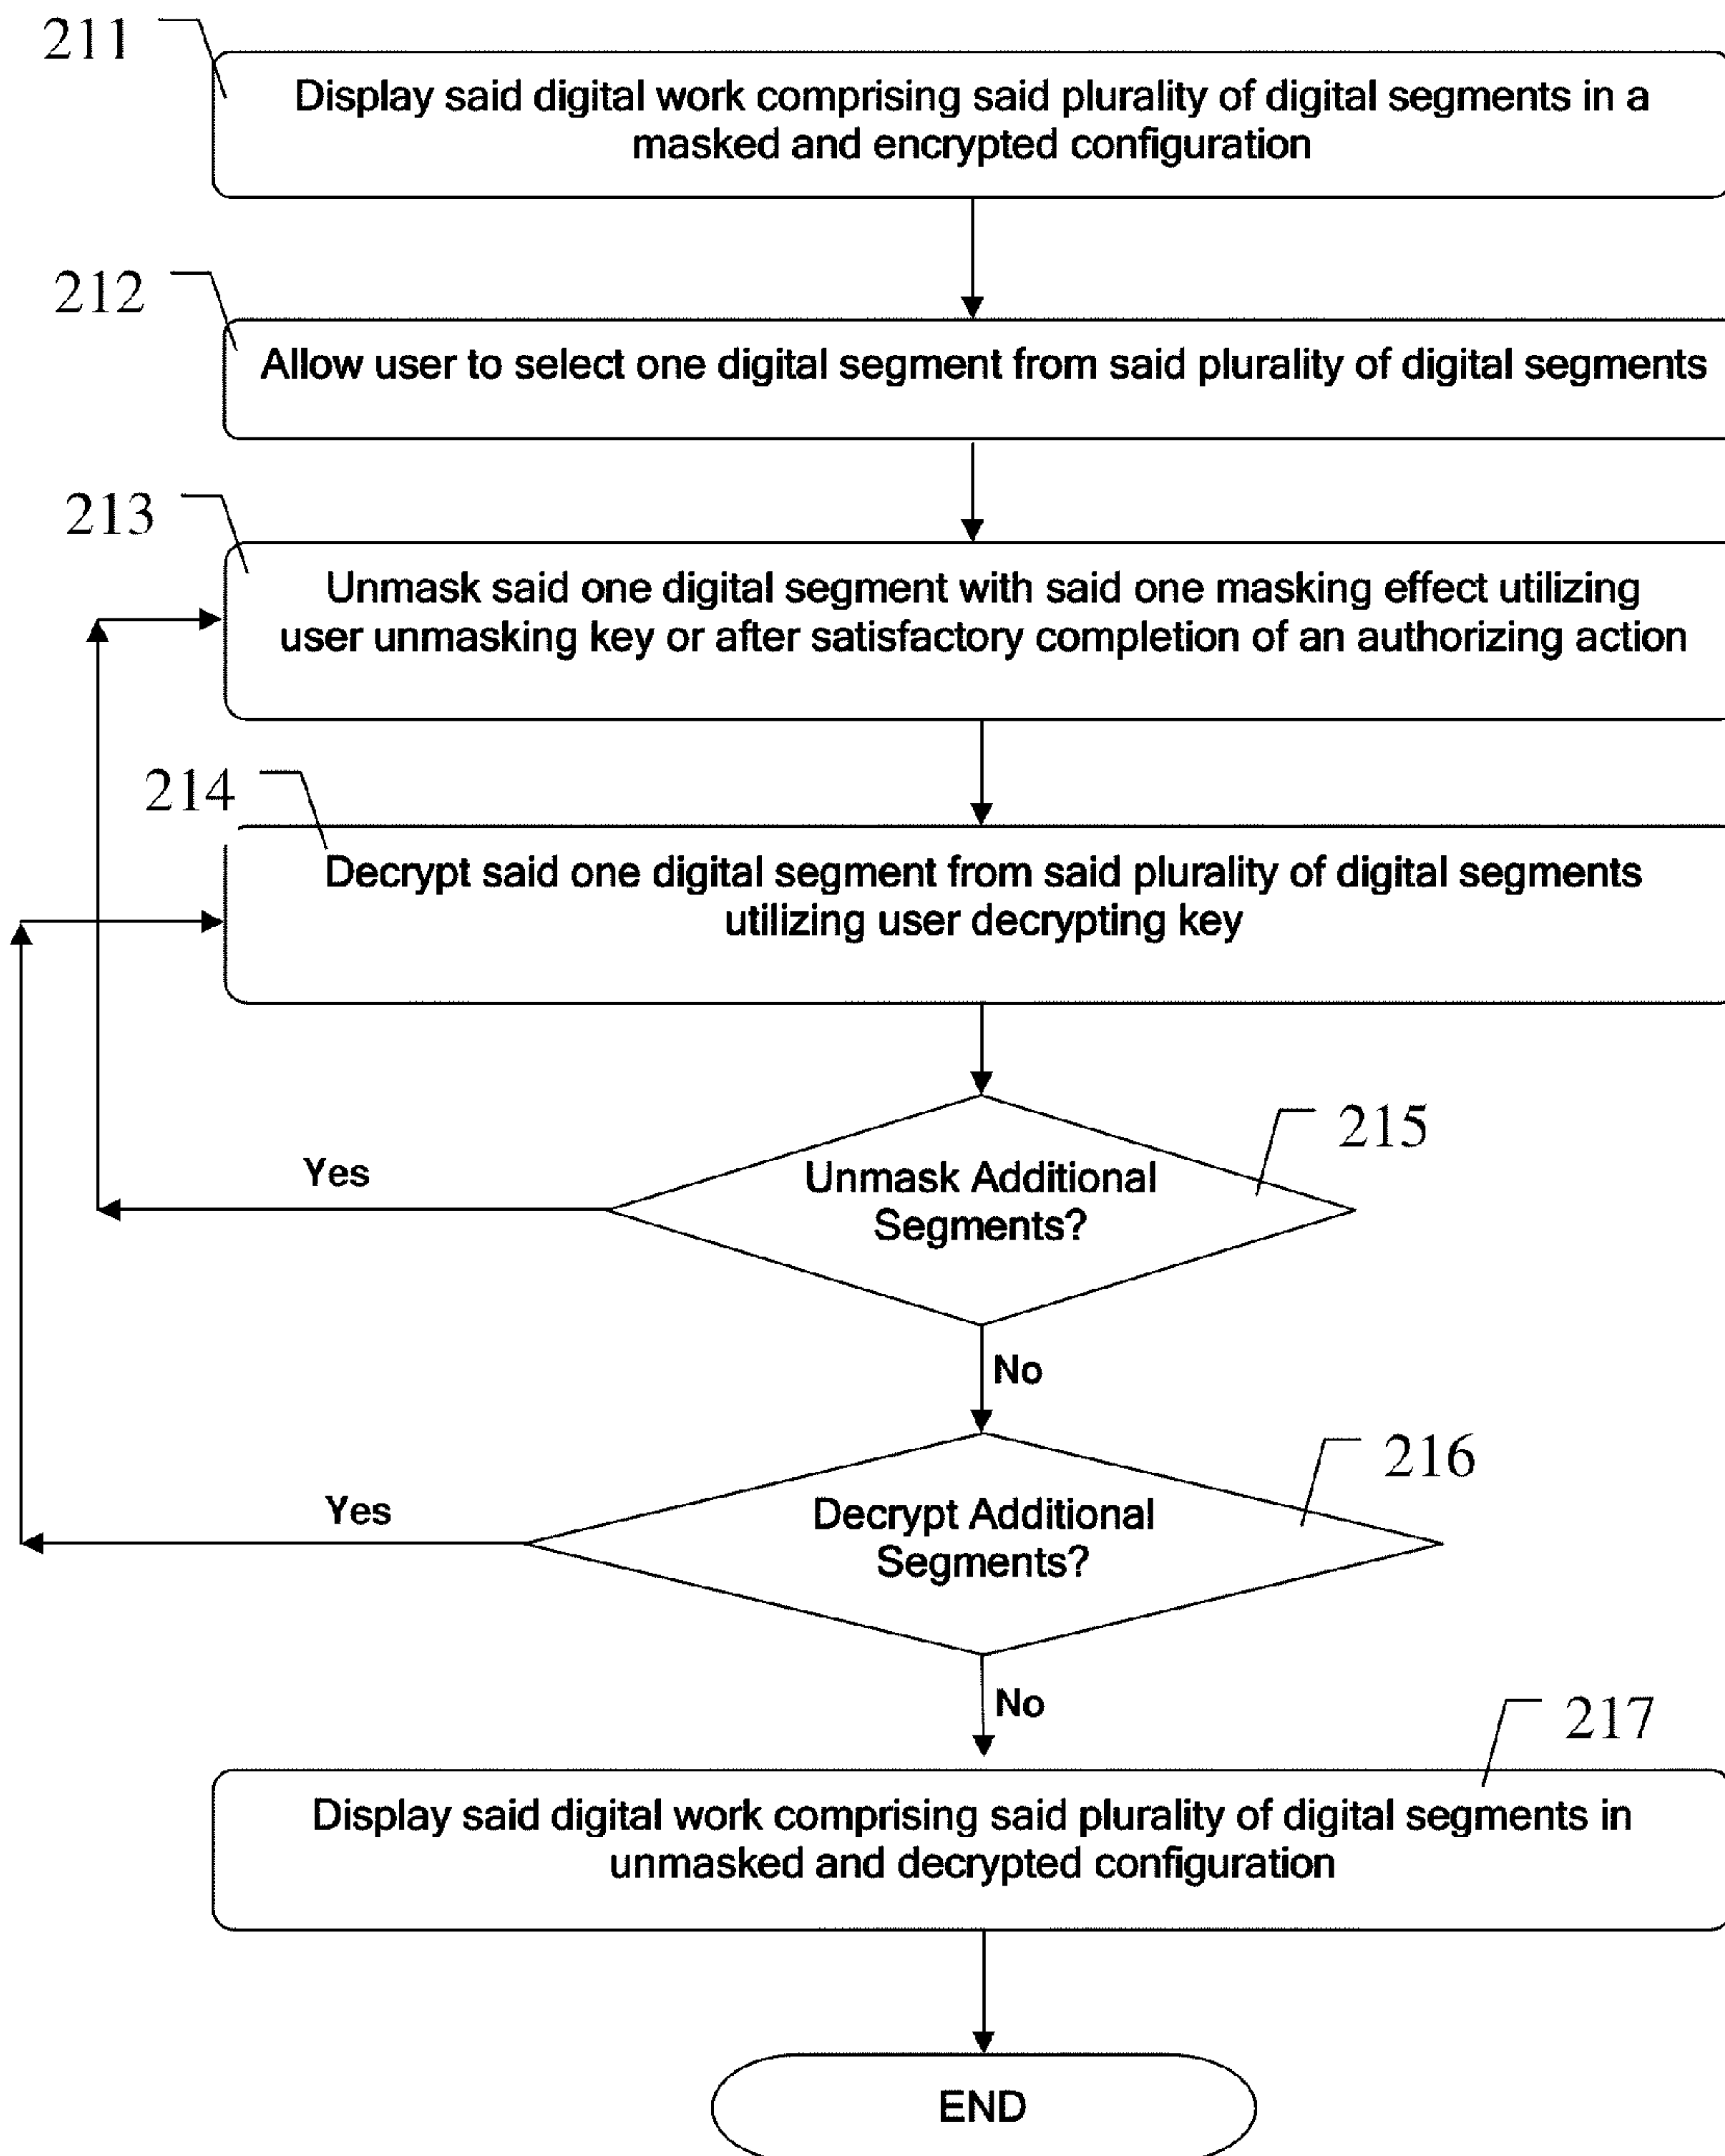 211
Display said digital work comprising said plurality of digital segments in a
masked and encrypted configuration
212
Allow user to select one digital segment from said plurality of digital segments
213
Unmask said one digital segment with said one masking effect utilizing
user unmasking key or after satisfactory completion of an authorizing action
214
Decrypt said one digital segment from said plurality of digital segments
utilizing user decrypting key
215
Yes
Unmask Additional
Segments?
No
216
Yes
Decrypt Additional
Segments?
No
217
Display said digital work comprising said plurality of digital segments in
unmasked and decrypted configuration
END